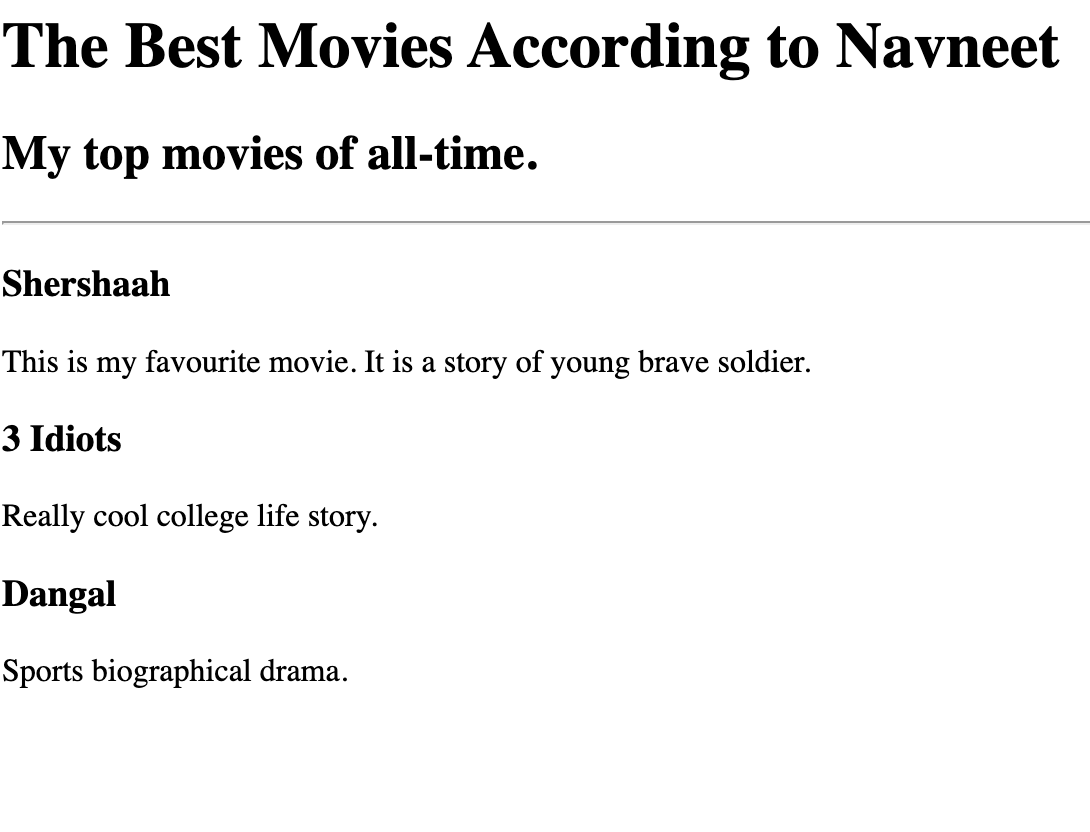 The Best Movies According to Navneet
My top movies of all-time.
Shershaah
This is my favourite movie. It is a story of young brave soldier.
3 Idiots
Really cool college life story.
Dangal
Sports biographical drama.